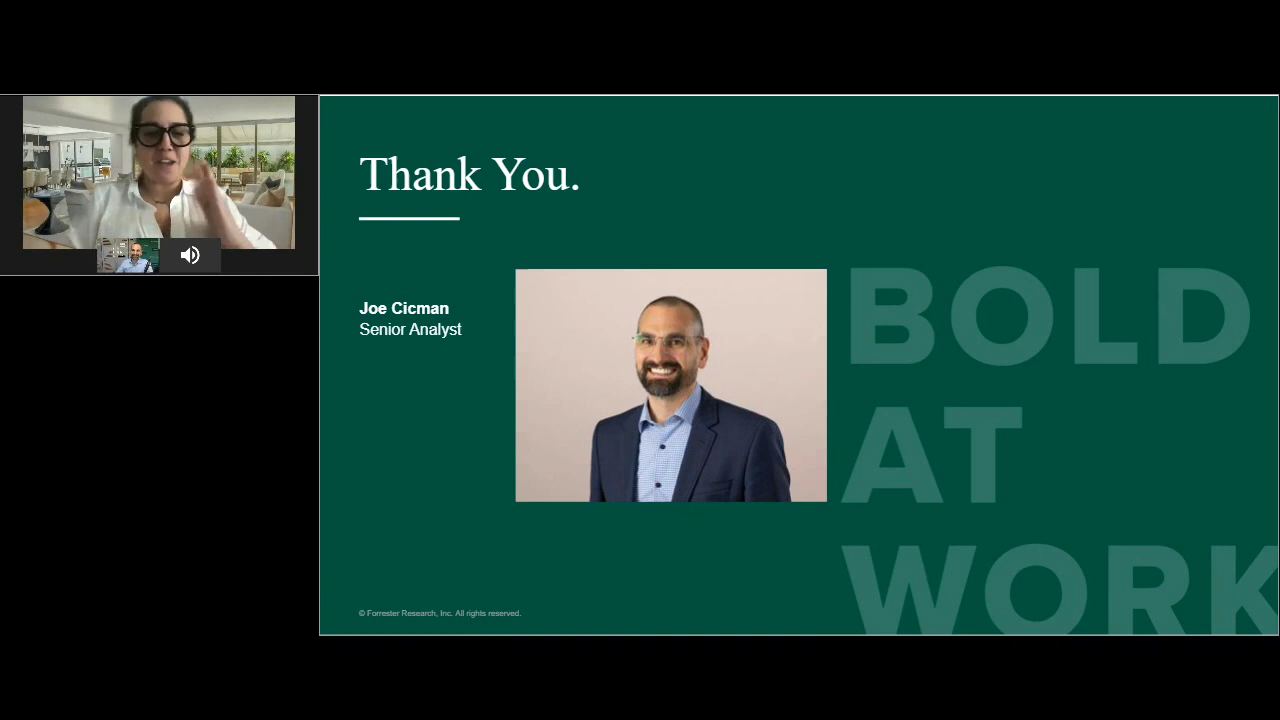 Thank You.
Joe Cicman
Senior Analyst
BOLD
AT
WORK
© Forrester Research, Inc. All rights reserved.